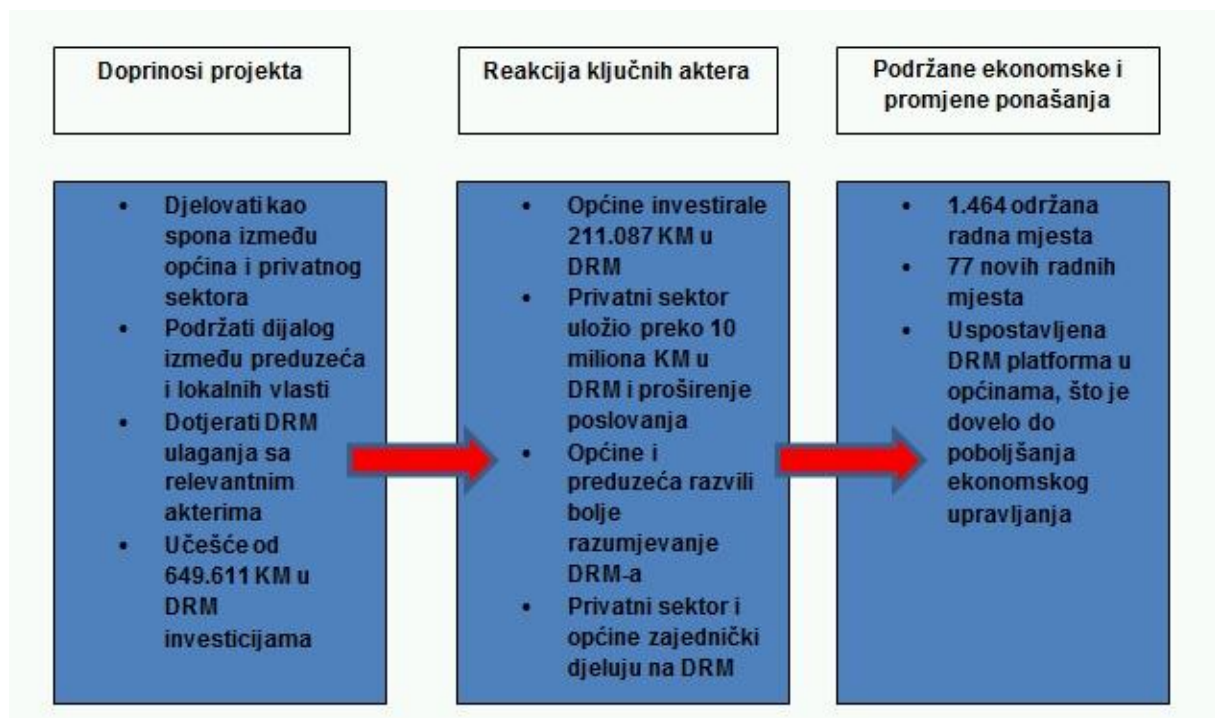 Doprinosi projekta
Reakcija ključnih aktera
Podržane ekonomske i
promjene ponašanja
• Djelovati kao
spona između
općina i privatnog
sektora
• Podržati dijalog
između preduzeća
i lokalnih vlasti
• Dotjerati DRM
ulaganja sa
relevantnim
akterima
• Učešće od
649.611 KM u
DRM
investicijama
• Općine investirale
211.087 KM u
DRM
• Privatni sektor
uložio preko 10
miliona KM u
DRM i proširenje
poslovanja
• Općine i
preduzeća razvili
bolje
razumjevanje
DRM-a
• Privatni sektor i
općine zajednički
djeluju na DRM
• 1.464 održana
radna mjesta
• 77 novih radnih
mjesta
• Uspostavljena
DRM platforma u
općinama, što je
dovelo do
poboljšanja
ekonomskog
upravljanja